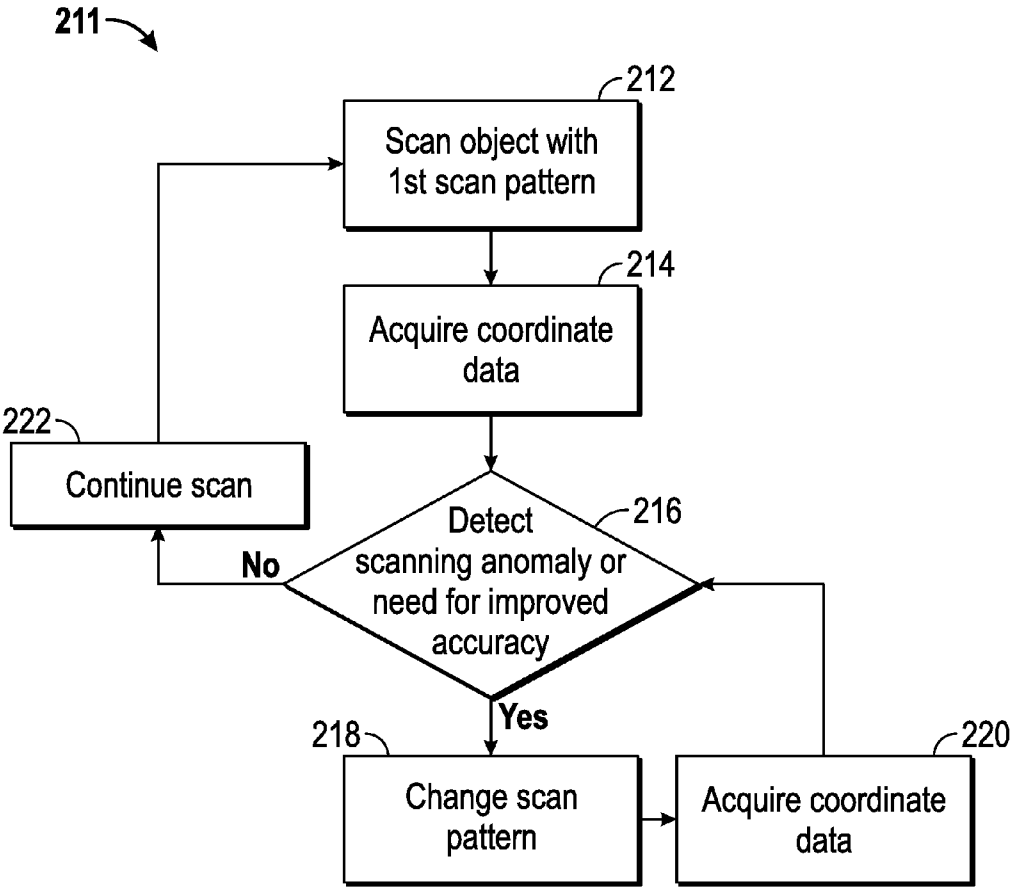 211
212
Scan object with
1st scan pattern
214
Acquire coordinate
data
222
Continue scan
216
Detect
scanning anomaly or
need for improved
accuracy
No
Yes
218
Change scan
pattern
220
Acquire coordinate
data